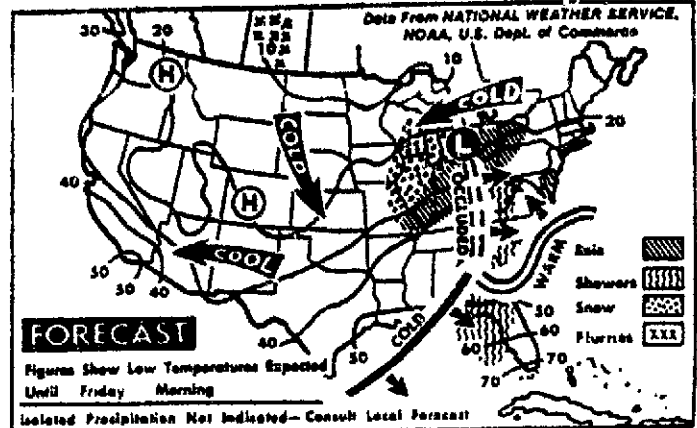 Data From NATIONAL WEATHER SERVICE,
NOAA, U.S. Dept. of Commerce
30
20
10
10
COLD
H
L
20
COLD
40
H
OCCLUDED
COOL
50
50
40
40
50
COLD
WARM
Rain
Showers
Snow
Flurries
50
60
60
70
70
FORECAST
Figures Show Low Temperatures Expected
Until Friday Morning
Isolated Precipitation Not Indicated – Consult Local Forecast